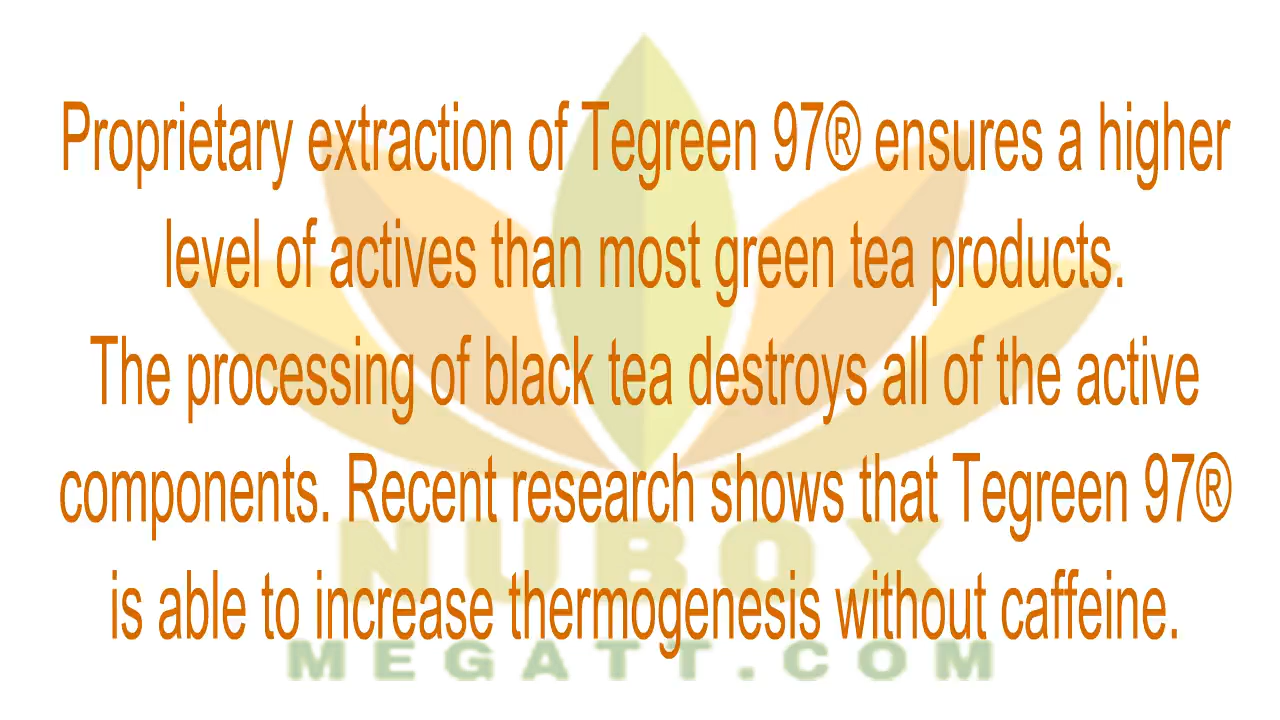 Proprietary extraction of Tegreen 97® ensures a higher
level of actives than most green tea products.
The processing of black tea destroys all of the active
components. Recent research shows that Tegreen 97®
is able to increase thermogenesis without caffeine.
NUBOX
MEGATT.COM